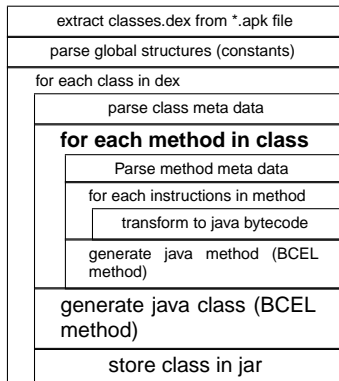 extract classes.dex from *.apk file
parse global structures (constants)
for each class in dex
parse class meta data
for each method in class
Parse method meta data
for each instructions in method
transform to java bytecode
generate java method (BCEL
method)
generate java class (BCEL
method)
store class in jar